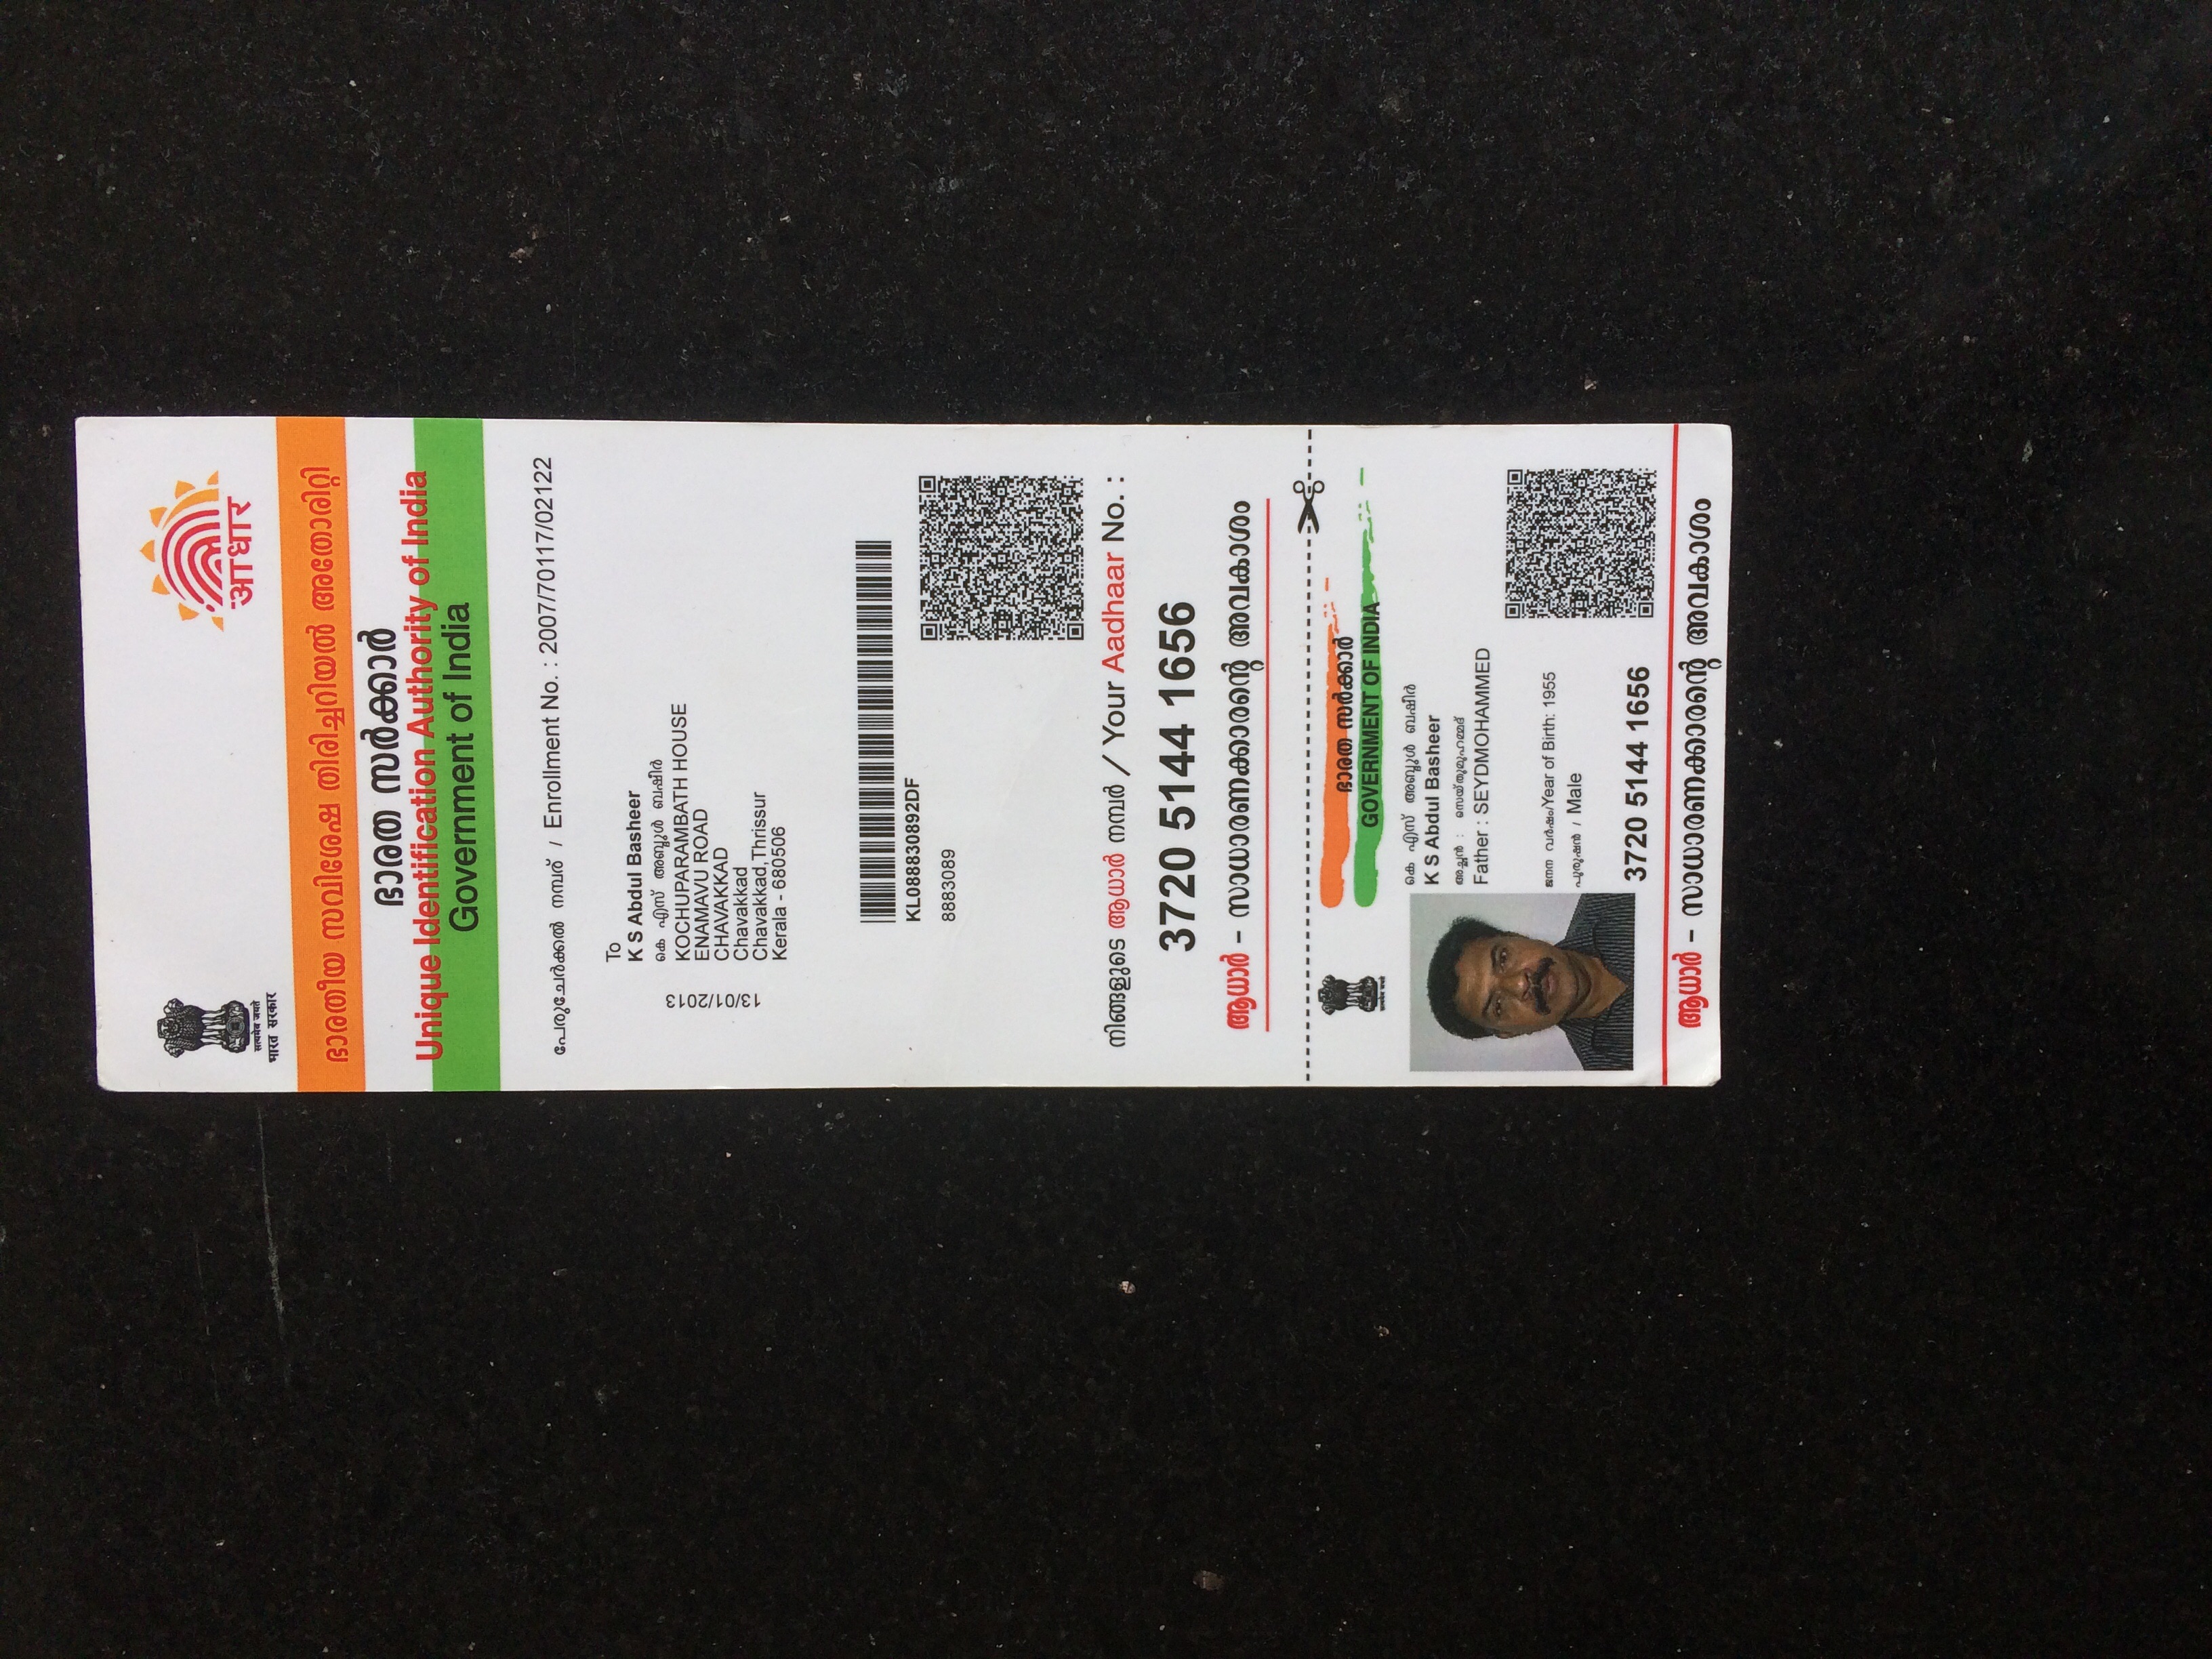 सत्यमेव जयते
भारत सरकार
आधार
ഭാരതീയ സവിശേഷ തിരിച്ചറിയൽ അതോരിറ്റി
ഭാരത സർക്കാർ
Unique Identification Authority of India
Government of India
പേരുചേർക്കൽ നമ്പര് / Enrollment No. : 2007/70117/02122
To
K S Abdul Basheer
കെ എസ് അബ്ദുൾ ബഷീർ
KOCHUPARAMBATH HOUSE
ENAMAVU ROAD
CHAVAKKAD
Chavakkad
Chavakkad,Thrissur
Kerala - 680506
13/01/2013
KL088830892DF
8883089
നിങ്ങളുടെ ആധാർ നമ്പർ / Your Aadhaar No. :
3720 5144 1656
ആധാർ – സാധാരണക്കാരന്റെ അവകാശം
ഭാരത സർക്കാർ
GOVERNMENT OF INDIA
सत्यमेव जयते
കെ എസ് അബ്ദുൾ ബഷീർ
K S Abdul Basheer
അച്ഛൻ : സെയ്തുമുഹമ്മദ്
Father : SEYDMOHAMMED
ജനന വർഷം/Year of Birth: 1955
പുരുഷൻ / Male
3720 5144 1656
ആധാർ – സാധാരണക്കാരന്റെ അവകാശം